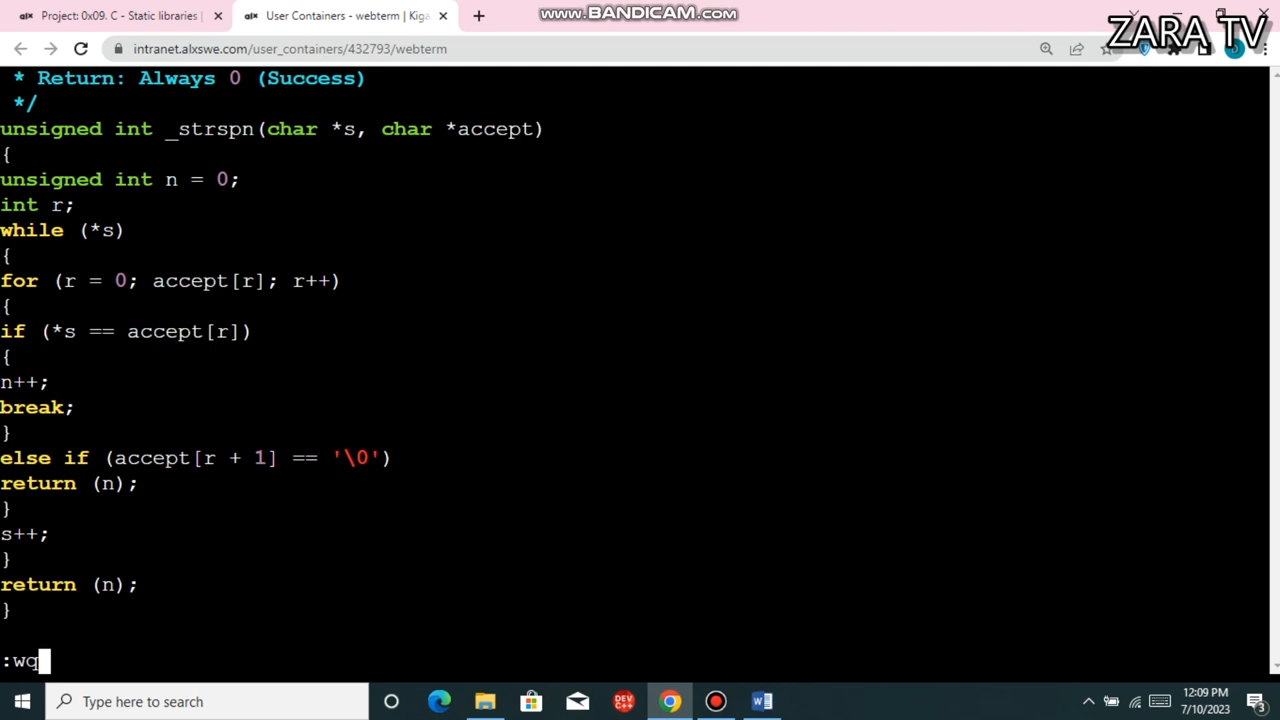 Project: 0x09. C - Static libraries |
User Containers - webterm | Kiga
www.BANDICAM.com
ZARA TV
intranet.alxswe.com/user_containers/432793/webterm
* Return: Always 0 (Success)
*/
unsigned int _strspn(char *s, char *accept)
{
unsigned int n = 0;
int r;
while (*s)
{
for (r = 0; accept[r]; r++)
{
if (*s == accept[r])
{
n++;
break;
}
else if (accept[r + 1] == '\0')
return (n);
}
s++;
}
return (n);
}
:wq
Type here to search
12:09 PM
7/10/2023